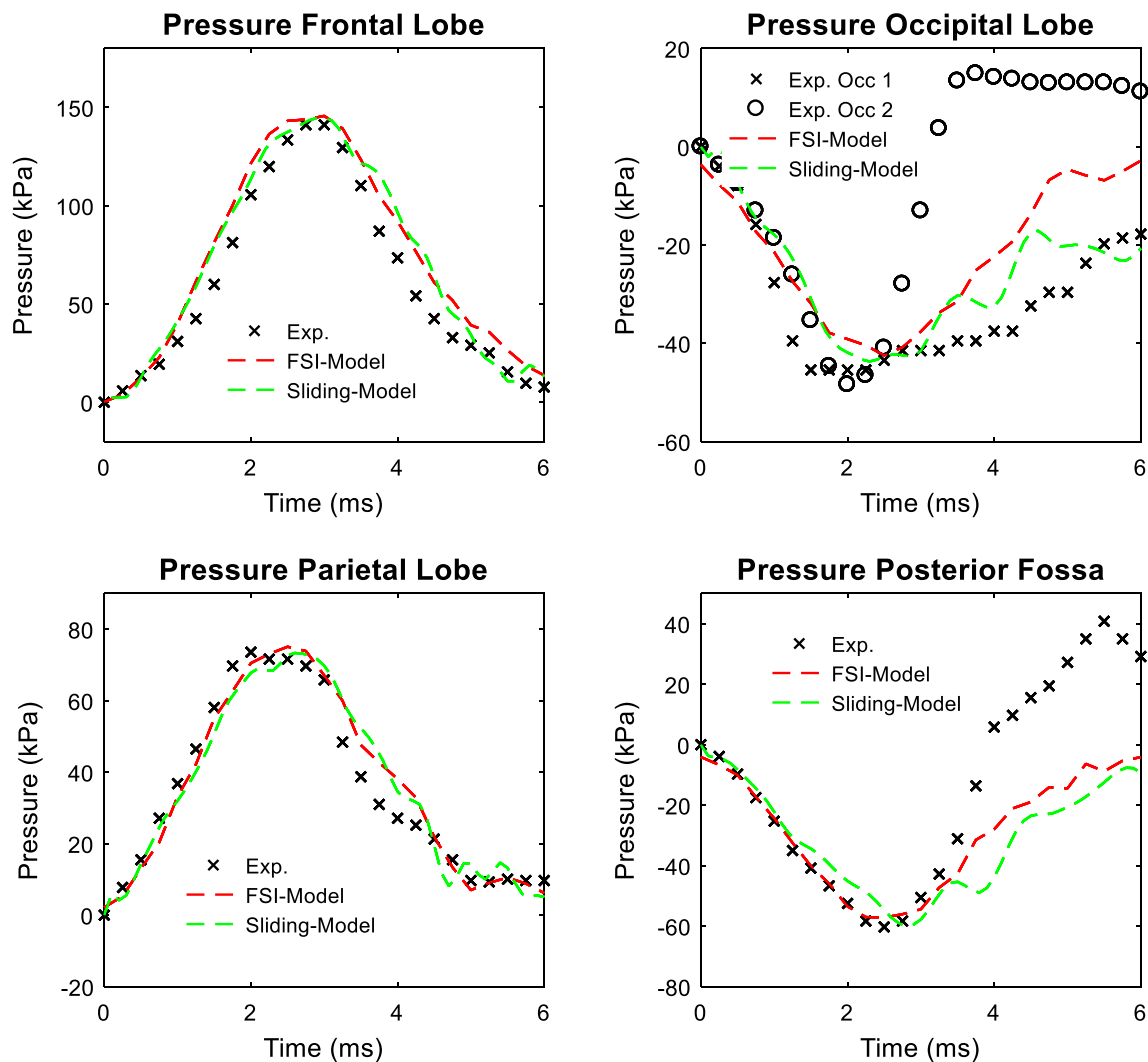 Pressure Frontal Lobe
150
100
50
0
Pressure (kPa)
Exp.
FSI-Model
Sliding-Model
0 2 4 6
Time (ms)
Pressure Occipital Lobe
20
0
-20
-40
-60
Pressure (kPa)
Exp. Occ 1
Exp. Occ 2
FSI-Model
Sliding-Model
0 2 4 6
Time (ms)
Pressure Parietal Lobe
80
60
40
20
0
-20
Pressure (kPa)
Exp.
FSI-Model
Sliding-Model
0 2 4 6
Time (ms)
Pressure Posterior Fossa
40
20
0
-20
-40
-60
-80
Pressure (kPa)
Exp.
FSI-Model
Sliding-Model
0 2 4 6
Time (ms)